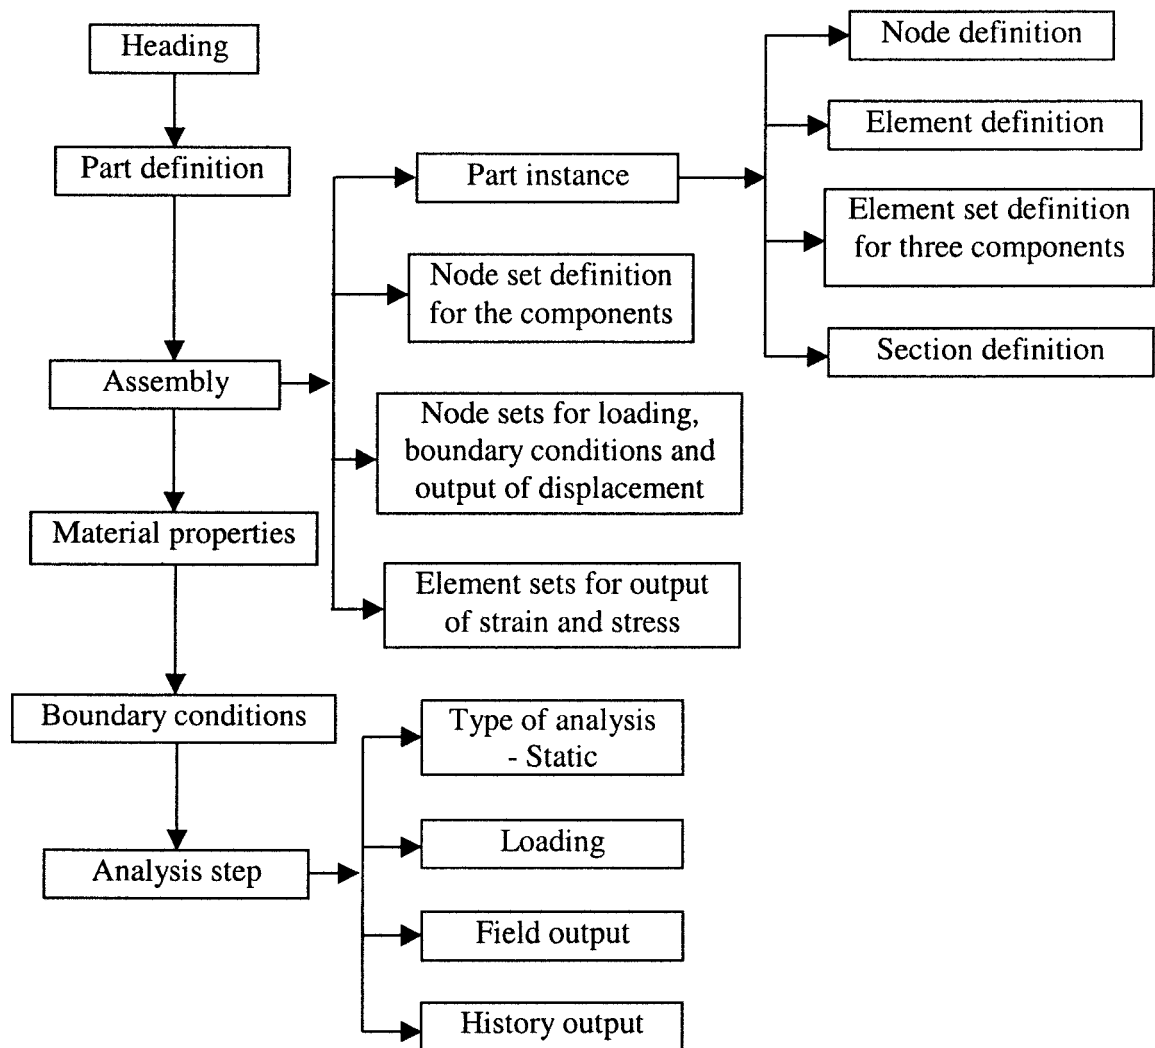 Heading
Part definition
Assembly
Material properties
Boundary conditions
Analysis step
Part instance
Node set definition
for the components
Node sets for loading,
boundary conditions and
output of displacement
Element sets for output
of strain and stress
Node definition
Element definition
Element set definition
for three components
Section definition
Type of analysis
- Static
Loading
Field output
History output